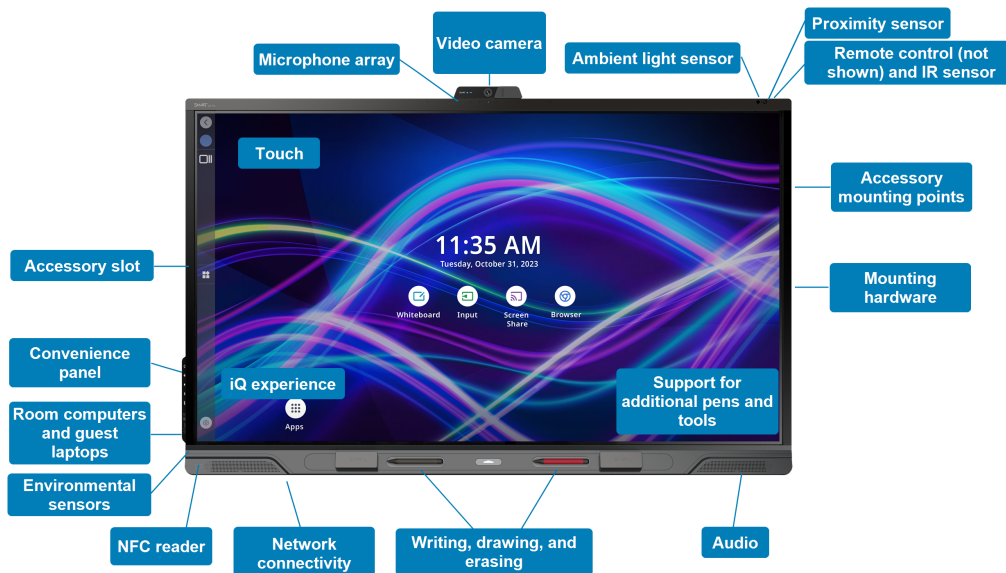 Video camera
Microphone array
Ambient light sensor
Proximity sensor
Remote control (not
shown) and IR sensor
SMART
Touch
Accessory
mounting points
11:35 AM
Tuesday, October 31, 2023
Accessory slot
Mounting
hardware
Whiteboard
Input
Screen
Share
Browser
Convenience
panel
iQ experience
Support for
additional pens and
tools
Apps
Room computers
and guest
laptops
Environmental
sensors
NFC reader
Network
connectivity
Writing, drawing, and
erasing
Audio